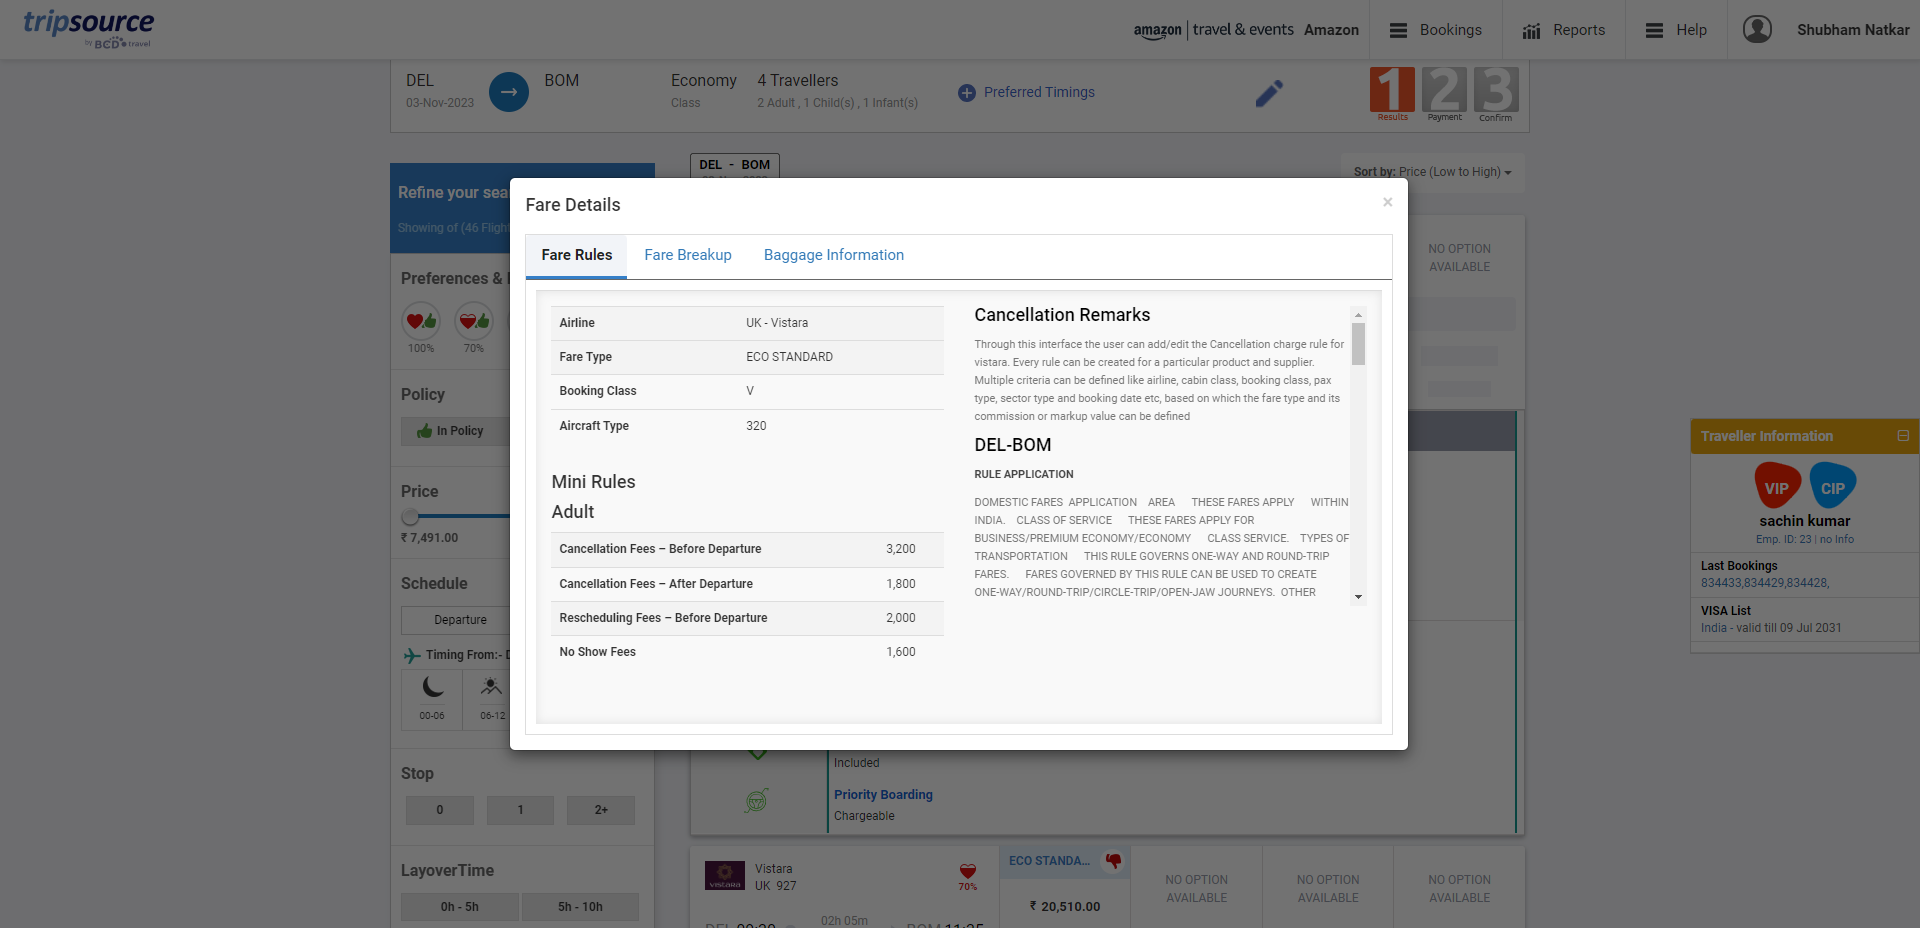 tripsource
by BCD travel
amazon | travel & events Amazon
Bookings
Reports
Help
Shubham Natkar
DEL
03-Nov-2023
BOM
Economy
Class
4 Travellers
2 Adult , 1 Child(s) , 1 Infant(s)
Preferred Timings
1 2 3
Results Payment Confirm
DEL - BOM
Sort by: Price (Low to High)
Refine your sea
Showing of (46 Fligh
Preferences &
100%
70%
Policy
In Policy
Price
₹ 7,491.00
Schedule
Departure
Timing From:-
00-06
06-12
Stop
0
1
2+
LayoverTime
0h - 5h
5h - 10h
Fare Details
×
Fare Rules
Fare Breakup
Baggage Information
Airline UK - Vistara
Fare Type ECO STANDARD
Booking Class V
Aircraft Type 320
Mini Rules
Adult
Cancellation Fees – Before Departure 3,200
Cancellation Fees – After Departure 1,800
Rescheduling Fees – Before Departure 2,000
No Show Fees 1,600
Cancellation Remarks
Through this interface the user can add/edit the Cancellation charge rule for
vistara. Every rule can be created for a particular product and supplier.
Multiple criteria can be defined like airline, cabin class, booking class, pax
type, sector type and booking date etc, based on which the fare type and its
commission or markup value can be defined
DEL-BOM
RULE APPLICATION
DOMESTIC FARES APPLICATION AREA THESE FARES APPLY WITHIN
INDIA. CLASS OF SERVICE THESE FARES APPLY FOR
BUSINESS/PREMIUM ECONOMY/ECONOMY CLASS SERVICE. TYPES OF
TRANSPORTATION THIS RULE GOVERNS ONE-WAY AND ROUND-TRIP
FARES. FARES GOVERNED BY THIS RULE CAN BE USED TO CREATE
ONE-WAY/ROUND-TRIP/CIRCLE-TRIP/OPEN-JAW JOURNEYS. OTHER
NO OPTION
AVAILABLE
Included
Priority Boarding
Chargeable
VISTARA
Vistara
UK 927
70%
ECO STANDA...
₹ 20,510.00
NO OPTION
AVAILABLE
NO OPTION
AVAILABLE
NO OPTION
AVAILABLE
02h 05m
Traveller Information
VIP
CIP
sachin kumar
Emp. ID: 23 | no Info
Last Bookings
834433,834429,834428,
VISA List
India - valid till 09 Jul 2031